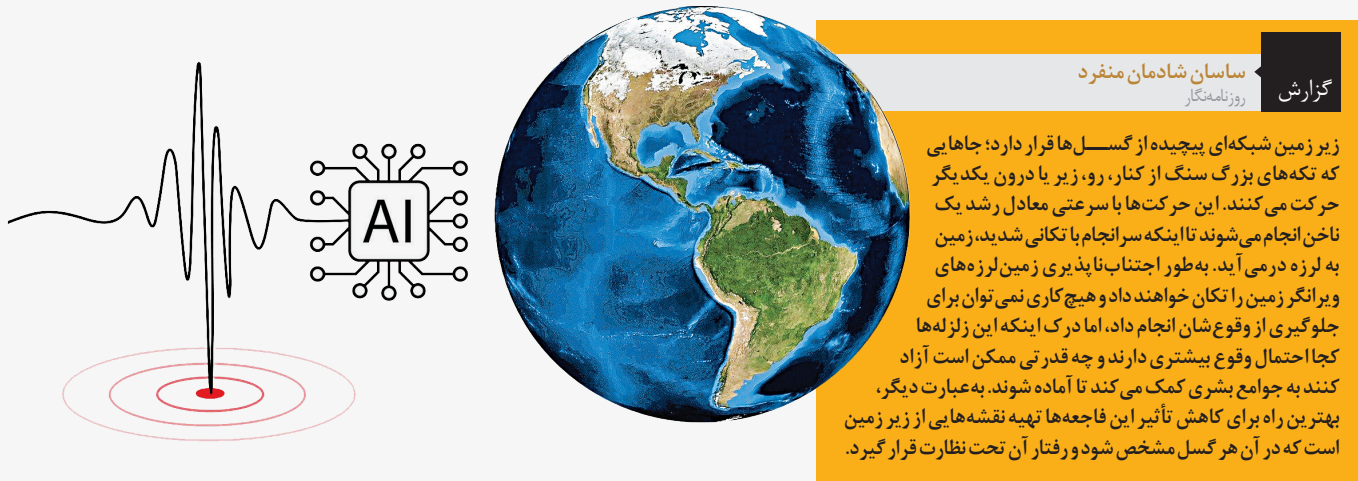 گزارش
ساسان شادمان منفرد
روزنامه‌نگار
زیر زمین شبکه‌ای پیچیده از گســـل‌ها قرار دارد؛ جاهایی
که تکه‌های بزرگ سنگ از کنار، رو، زیر یا درون یکدیگر
حرکت می‌کنند. این حرکت‌ها با سرعتی معادل رشد یک
ناخن انجام می‌شوند تا اینکه سرانجام با تکانی شدید، زمین
به لرزه درمی‌آید. به‌طور اجتناب‌ناپذیری زمین‌لرزه‌های
ویرانگر زمین را تکان خواهند داد و هیچ‌کاری نمی‌توان برای
جلوگیری از وقوع‌شان انجام داد، اما درک اینکه این زلزله‌ها
کجا احتمال وقوع بیشتری دارند و چه قدرتی ممکن است آزاد
کنند به جوامع بشری کمک می‌کند تا آماده شوند. به‌عبارت دیگر،
بهترین راه برای کاهش تأثیر این فاجعه‌ها تهیه نقشه‌هایی از زیر زمین
است که در آن هر گسل مشخص شود و رفتار آن تحت نظارت قرار گیرد.
AI